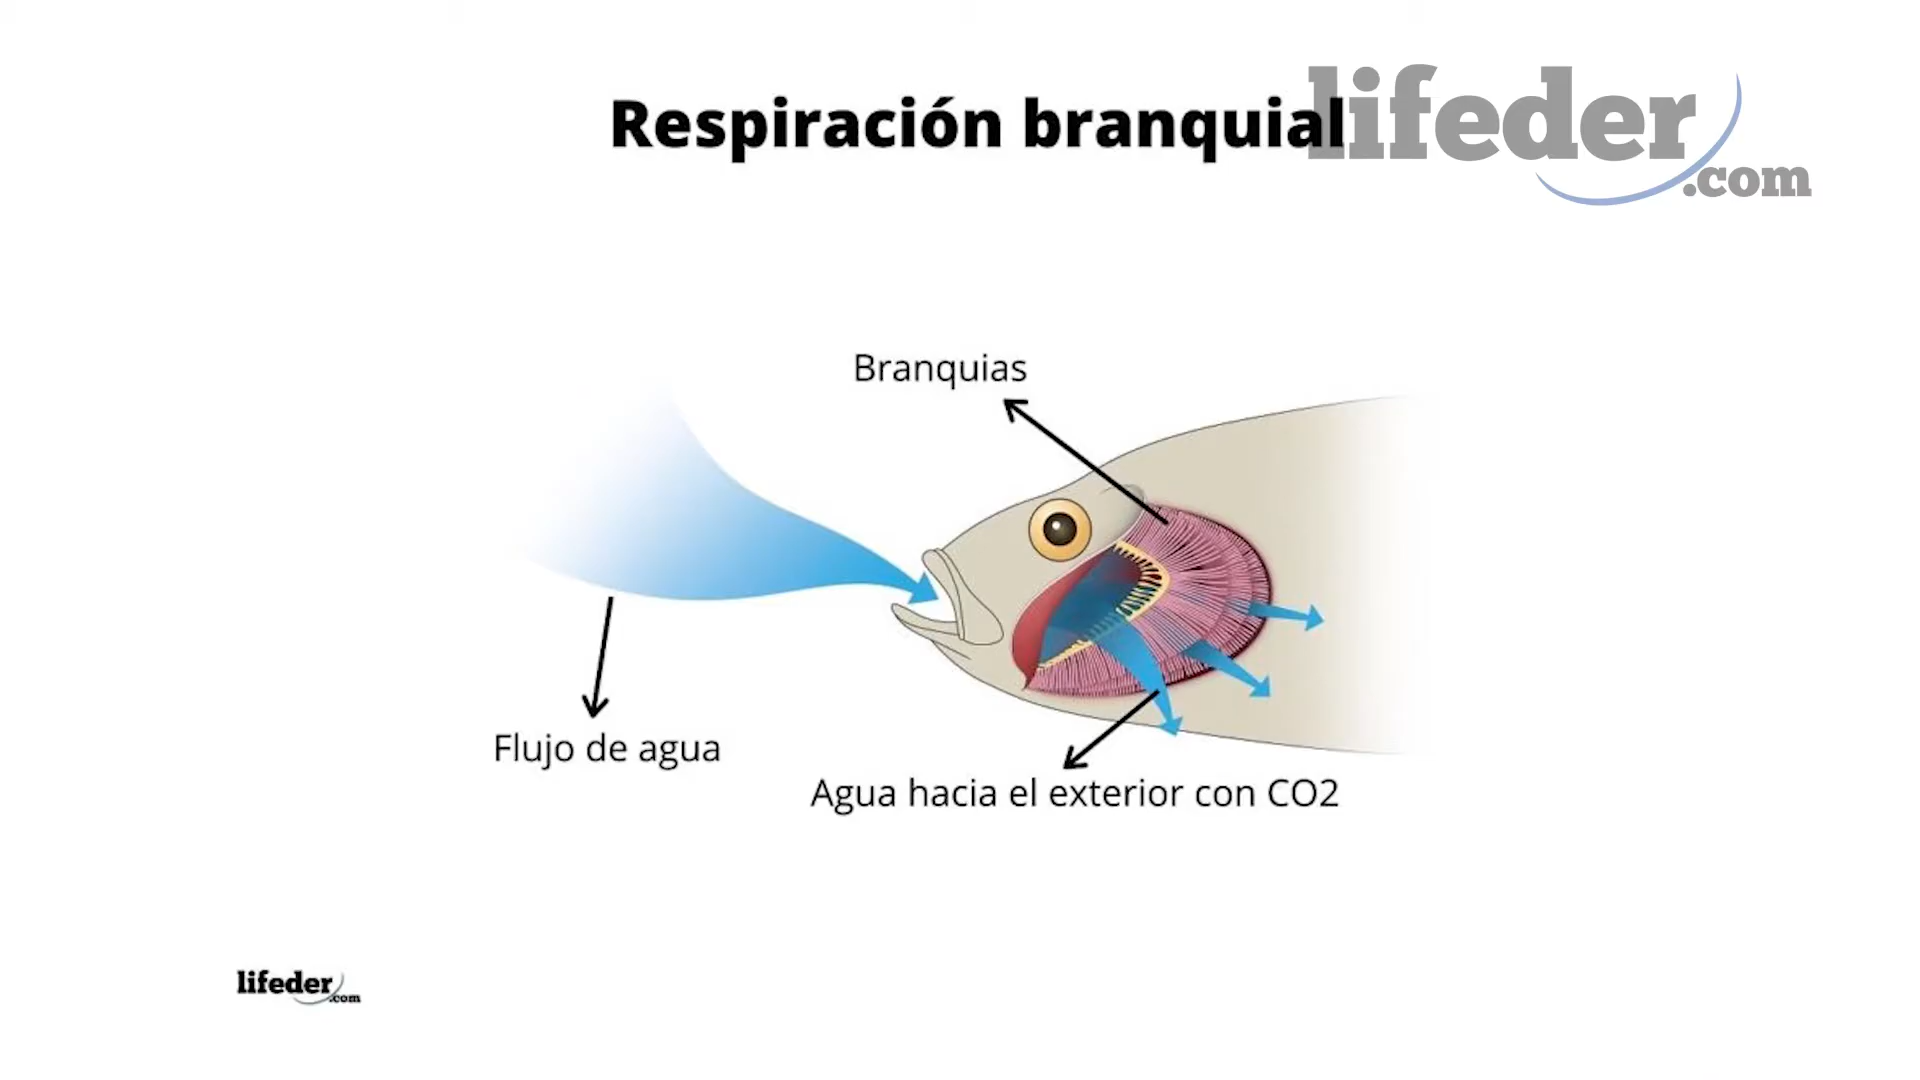 Respiración branquial
lifeder
.com
Branquias
Flujo de agua
Agua hacia el exterior con CO2
lifeder
.com